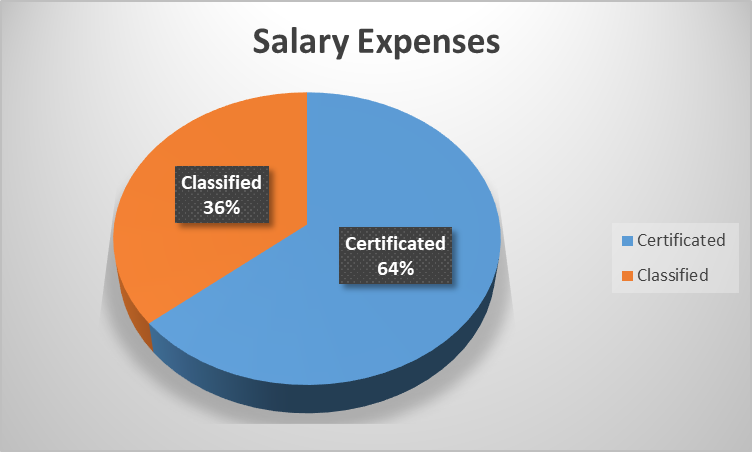 Salary Expenses
Classified
36%
Certificated
64%
Certificated
Classified